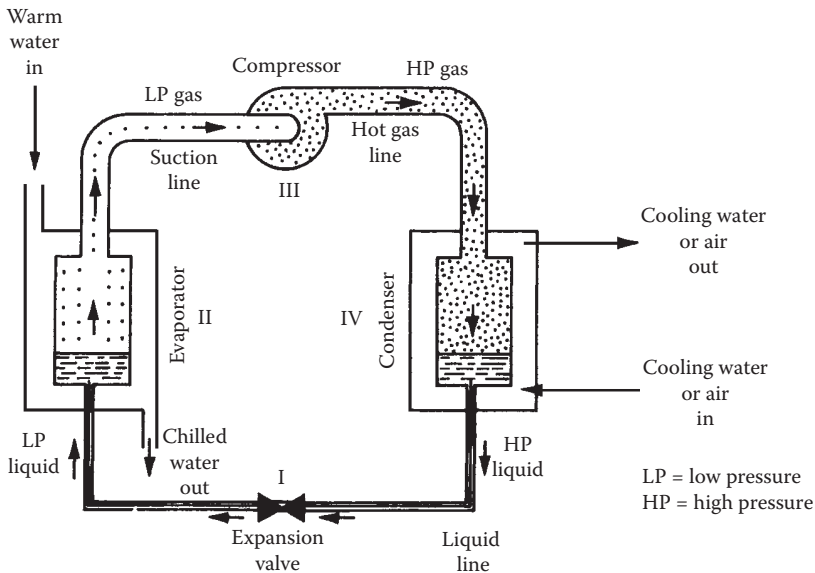 Warm
water
in
Compressor
HP gas
LP gas
Hot gas
line
Suction
line
III
Cooling water
or air
out
Evaporator
II
IV
Condenser
Cooling water
or air
in
LP
liquid
Chilled
water
out
I
HP
liquid
LP = low pressure
HP = high pressure
Expansion
valve
Liquid
line